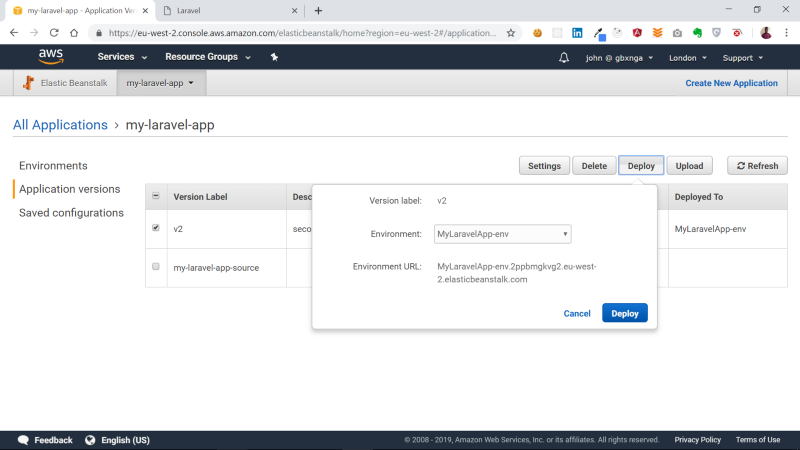 my-laravel-app - Application Vers
Laravel
https://eu-west-2.console.aws.amazon.com/elasticbeanstalk/home?region=eu-west-2#/application...
aws
Services
Resource Groups
john @ gbxnga
London
Support
Elastic Beanstalk
my-laravel-app
Create New Application
All Applications > my-laravel-app
Environments
Application versions
Saved configurations
Settings
Delete
Deploy
Upload
Refresh
Version Label
Desc
Deployed To
v2
seco
MyLaravelApp-env
my-laravel-app-source
Version label: v2
Environment: MyLaravelApp-env
Environment URL: MyLaravelApp-env.2ppbmgkvg2.eu-west-
2.elasticbeanstalk.com
Cancel
Deploy
Feedback
English (US)
© 2008 - 2019, Amazon Web Services, Inc. or its affiliates. All rights reserved.
Privacy Policy
Terms of Use